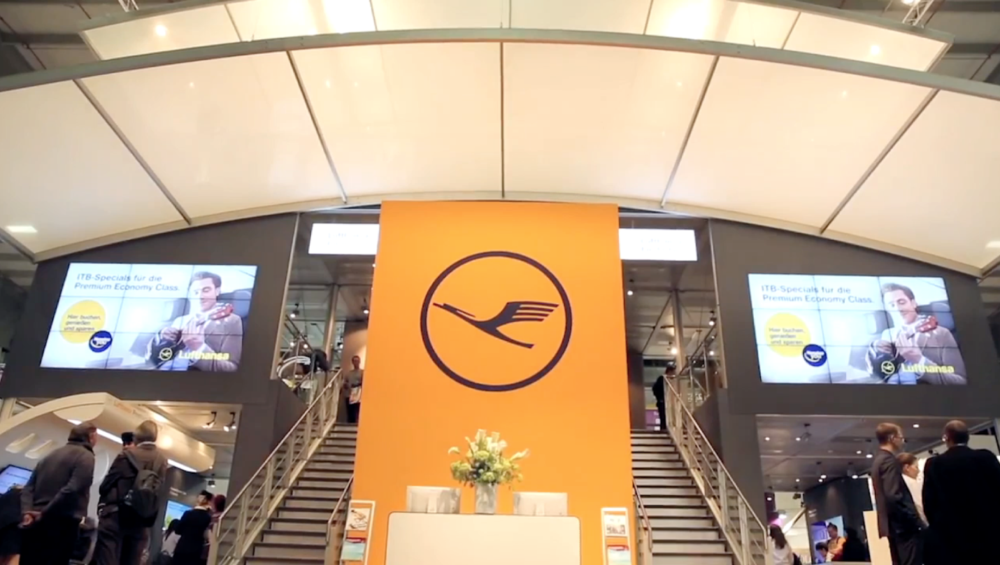 ITB-Specials für die
Premium Economy Class.
Hier buchen,
genießen
und sparen
Lufthansa
ITB-Specials für die
Premium Economy Class.
Hier buchen,
genießen
und sparen
Lufthansa